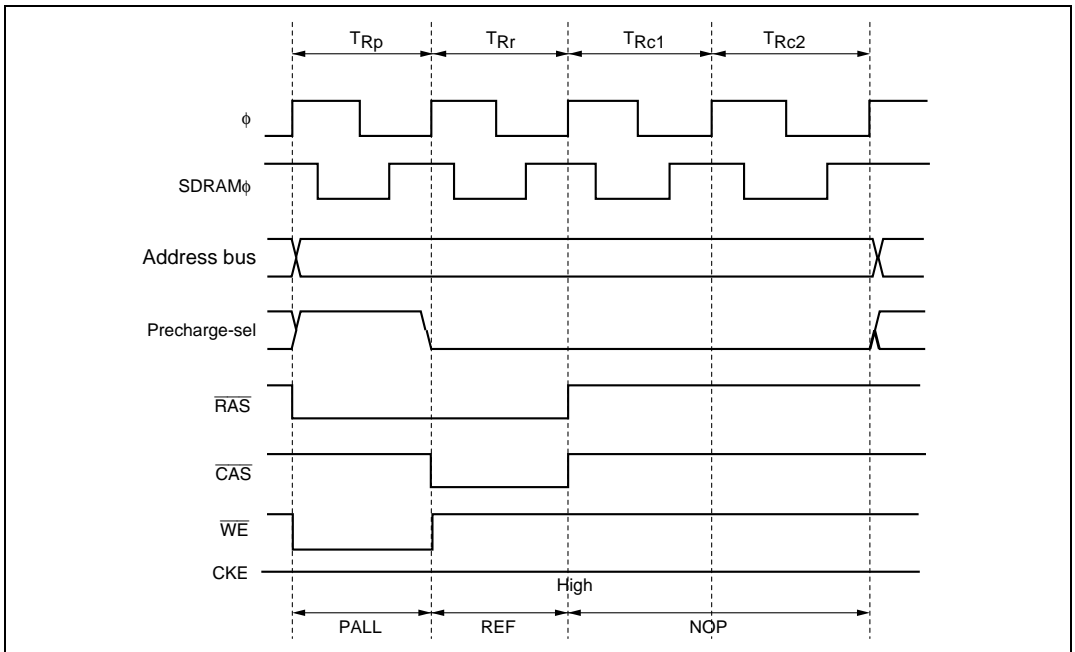 TRp TRr TRc1 TRc2
ϕ
SDRAMϕ
Address bus
Precharge-sel
RAS
CAS
WE
CKE
High
PALL REF NOP